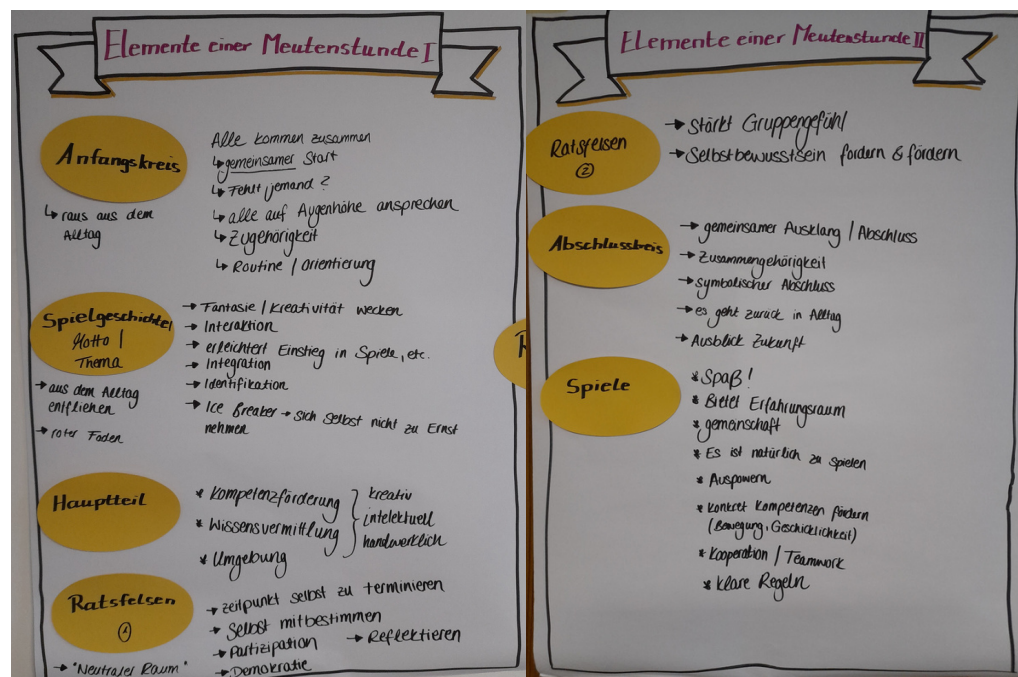 Elemente einer Meutenstunde I
Anfangskreis
↳ raus aus dem
Alltag
Alle kommen zusammen
↳ gemeinsamer Start
↳ Fehlt jemand?
↳ alle auf Augenhöhe ansprechen
↳ Zugehörigkeit
↳ Routine / Orientierung
Spielgeschichte/
Motto /
Thema
→ aus dem Alltag
entfliehen
→ roter Faden
→ Fantasie / Kreativität wecken
→ Interaktion
→ erleichtert Einstieg in Spiele, etc.
→ Integration
→ Identifikation
→ Ice Breaker → sich selbst nicht zu Ernst
nehmen
Hauptteil
* Kompetenzförderung
* Wissensvermittlung
* Umgebung
kreativ
intelektuell
handwerklich
Ratsfelsen
①
→ "Neutraler Raum"
→ Zeitpunkt selbst zu terminieren
→ Selbst mitbestimmen
→ Partizipation → Reflektieren
→ Demokratie
Elemente einer Meutenstunde II
Ratsfelsen
②
→ Stärkt Gruppengefühl
→ Selbstbewusstsein fordern & fördern
Abschlusskreis
→ gemeinsamer Ausklang / Abschluss
→ Zusammengehörigkeit
→ symbolischer Abschluss
→ es geht zurück in Alltag
→ Ausblick Zukunft
Spiele
* Spaß!
* Bietet Erfahrungsraum
* gemeinschaft
* Es ist natürlich zu spielen
* Auspowern
* Konkret Kompetenzen fördern
(Bewegung, Geschicklichkeit)
* Kooperation / Teamwork
* klare Regeln